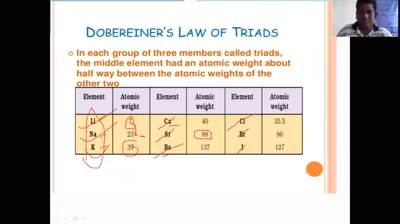 DOBEREINER'S LAW OF TRIADS
In each group of three members called triads,
the middle element had an atomic weight about
half way between the atomic weights of the
other two
Element Atomic weight Element Atomic weight Element Atomic weight
Li 7 Ca 40 Cl 35.5
Na 23 Sr 88 Br 80
K 39 Ba 137 I 127